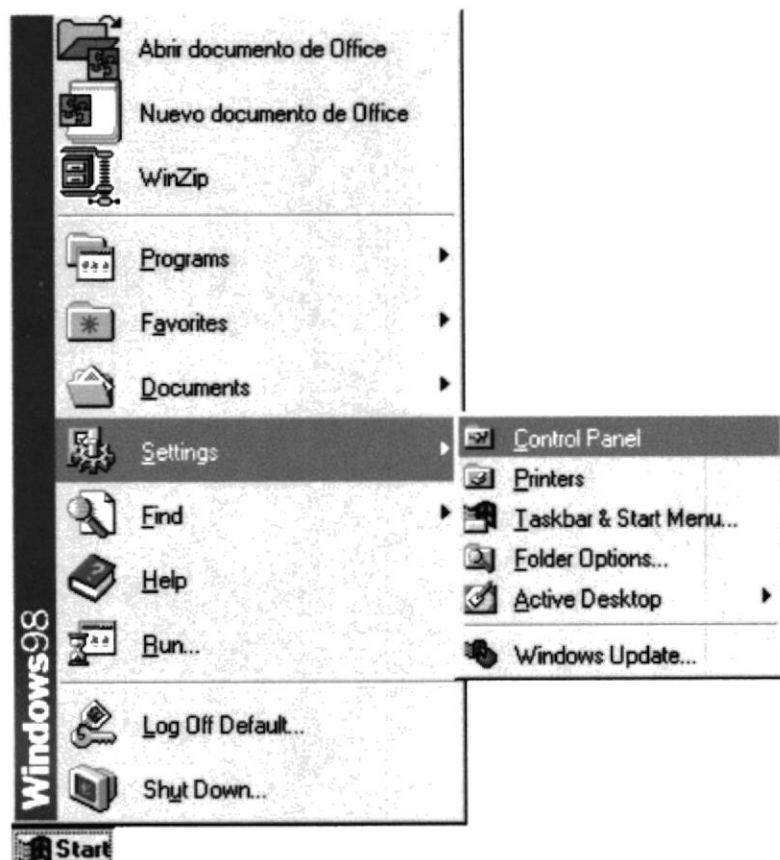 Abrir documento de Office
Nuevo documento de Office
WinZip
Programs
Favorites
Documents
Settings
Find
Help
Run...
Log Off Default...
Shut Down...
Control Panel
Printers
Taskbar & Start Menu...
Folder Options...
Active Desktop
Windows Update...
Windows98
Start